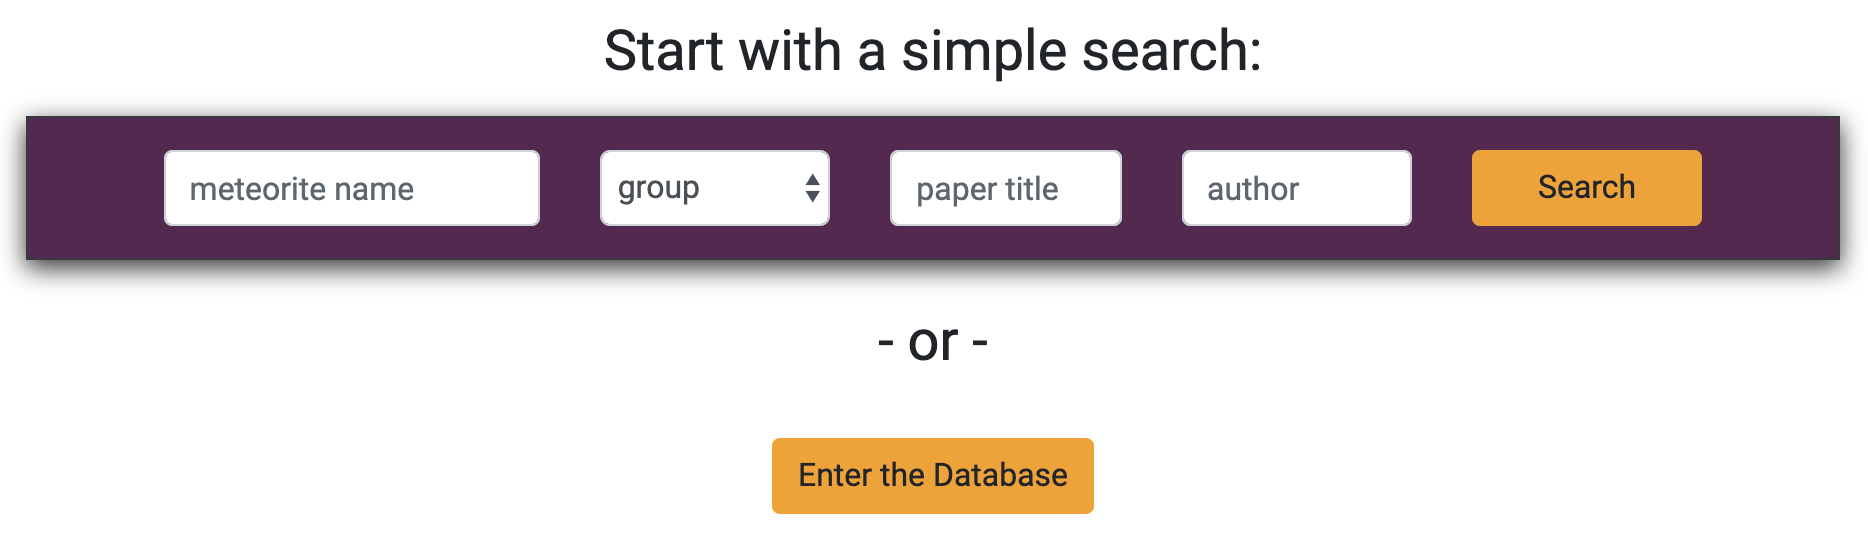 Start with a simple search:
meteorite name group paper title author Search
- or -
Enter the Database